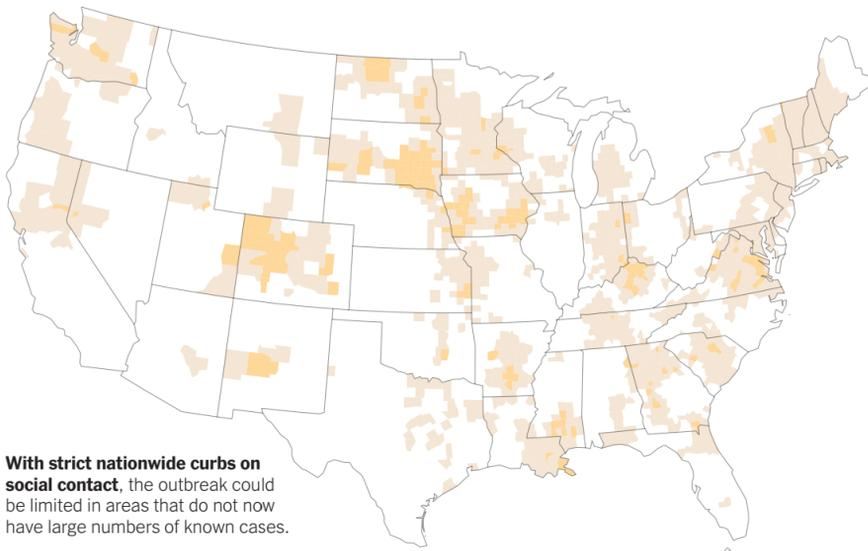 With strict nationwide curbs on
social contact, the outbreak could
be limited in areas that do not now
have large numbers of known cases.